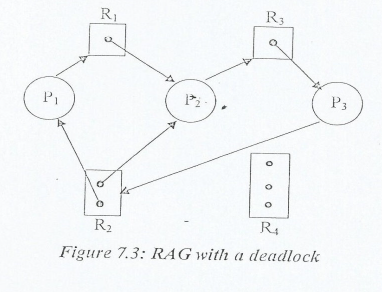 R1
R3
P1
P2
P3
R2
R4
Figure 7.3: RAG with a deadlock